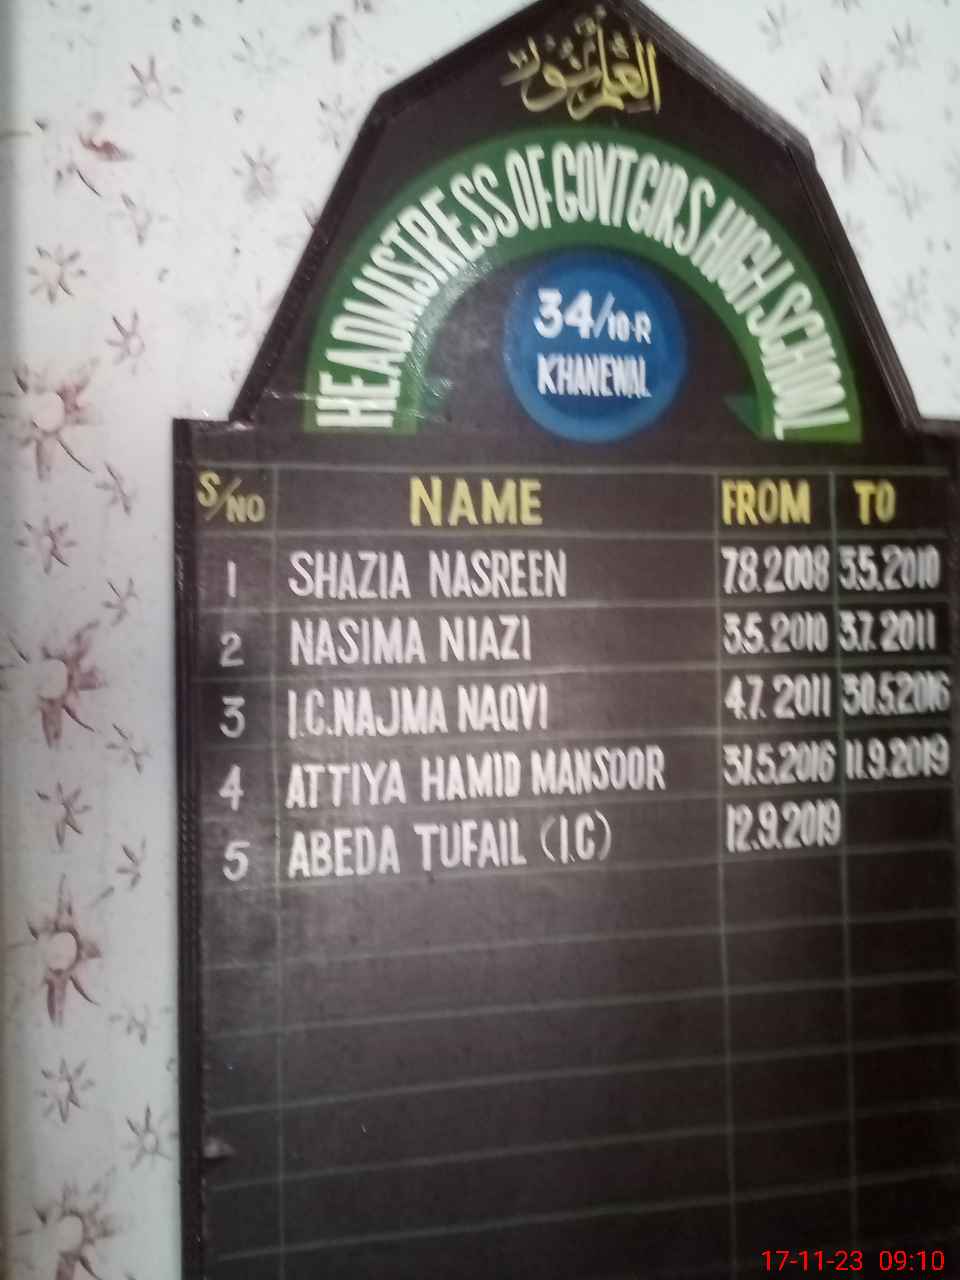 العلم نور
HEADMISTRESS OF GOVT GIRS HIGH SCHOOL
34/10-R
KHANEWAL
S/NO NAME FROM TO
1 SHAZIA NASREEN 7.8.2008 3.5.2010
2 NASIMA NIAZI 3.5.2010 3.7.2011
3 I.C.NAJMA NAQVI 4.7.2011 30.5.2016
4 ATTIYA HAMID MANSOOR 31.5.2016 11.9.2019
5 ABEDA TUFAIL (I.C) 12.9.2019
17-11-23 09:10